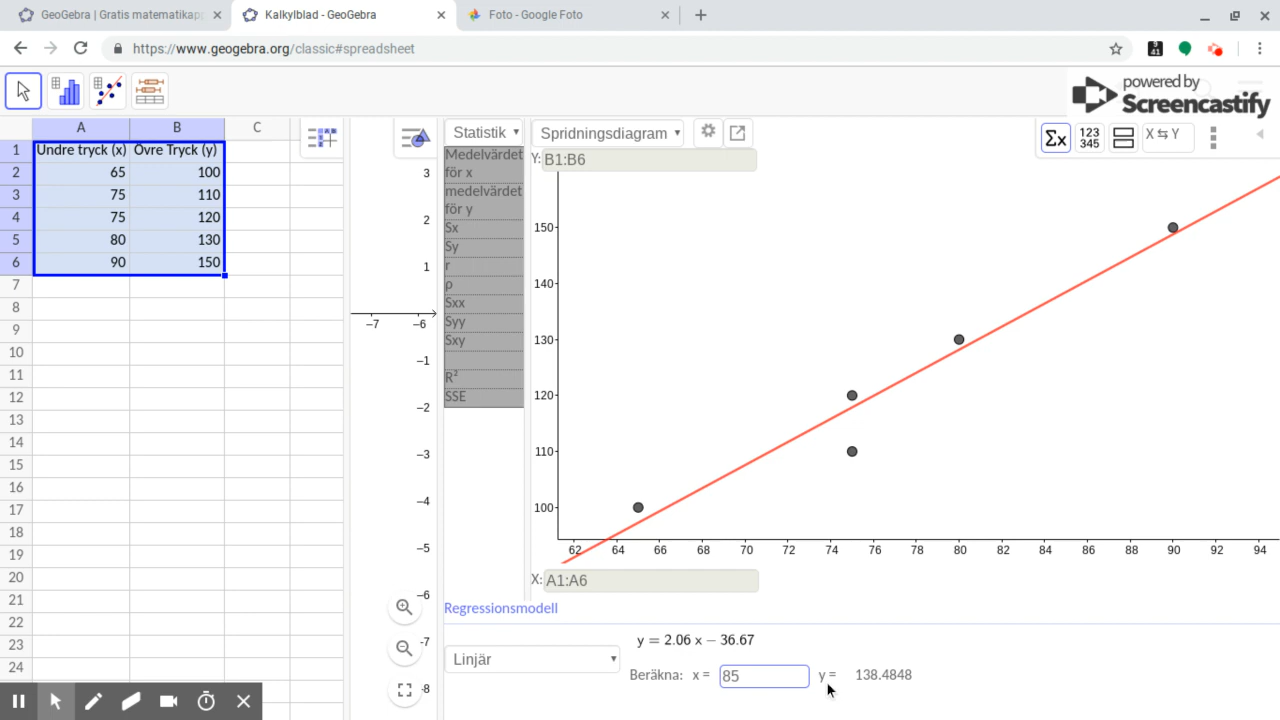 GeoGebra | Gratis matematikap
Kalkylblad - GeoGebra
Foto - Google Foto
https://www.geogebra.org/classic#spreadsheet
9 41
powered by
Screencastify
A B C
1 Undre tryck (x) Övre Tryck (y)
2 65 100
3 75 110
4 75 120
5 80 130
6 90 150
7
8
9
10
11
12
13
14
15
16
17
18
19
20
21
22
23
24
3
2
1
−7 −6
−1
−2
−3
−4
−5
−6
−7
−8
Statistik
Medelvärdet
för x
medelvärdet
för y
Sx
Sy
r
ρ
Sxx
Syy
Sxy
R²
SSE
Spridningsdiagram
Σx 123 345 X ⇆ Y
Y: B1:B6
150
140
130
120
110
100
62 64 66 68 70 72 74 76 78 80 82 84 86 88 90 92 94
X: A1:A6
Regressionsmodell
Linjär
y = 2.06 x − 36.67
Beräkna: x = 85 y = 138.4848